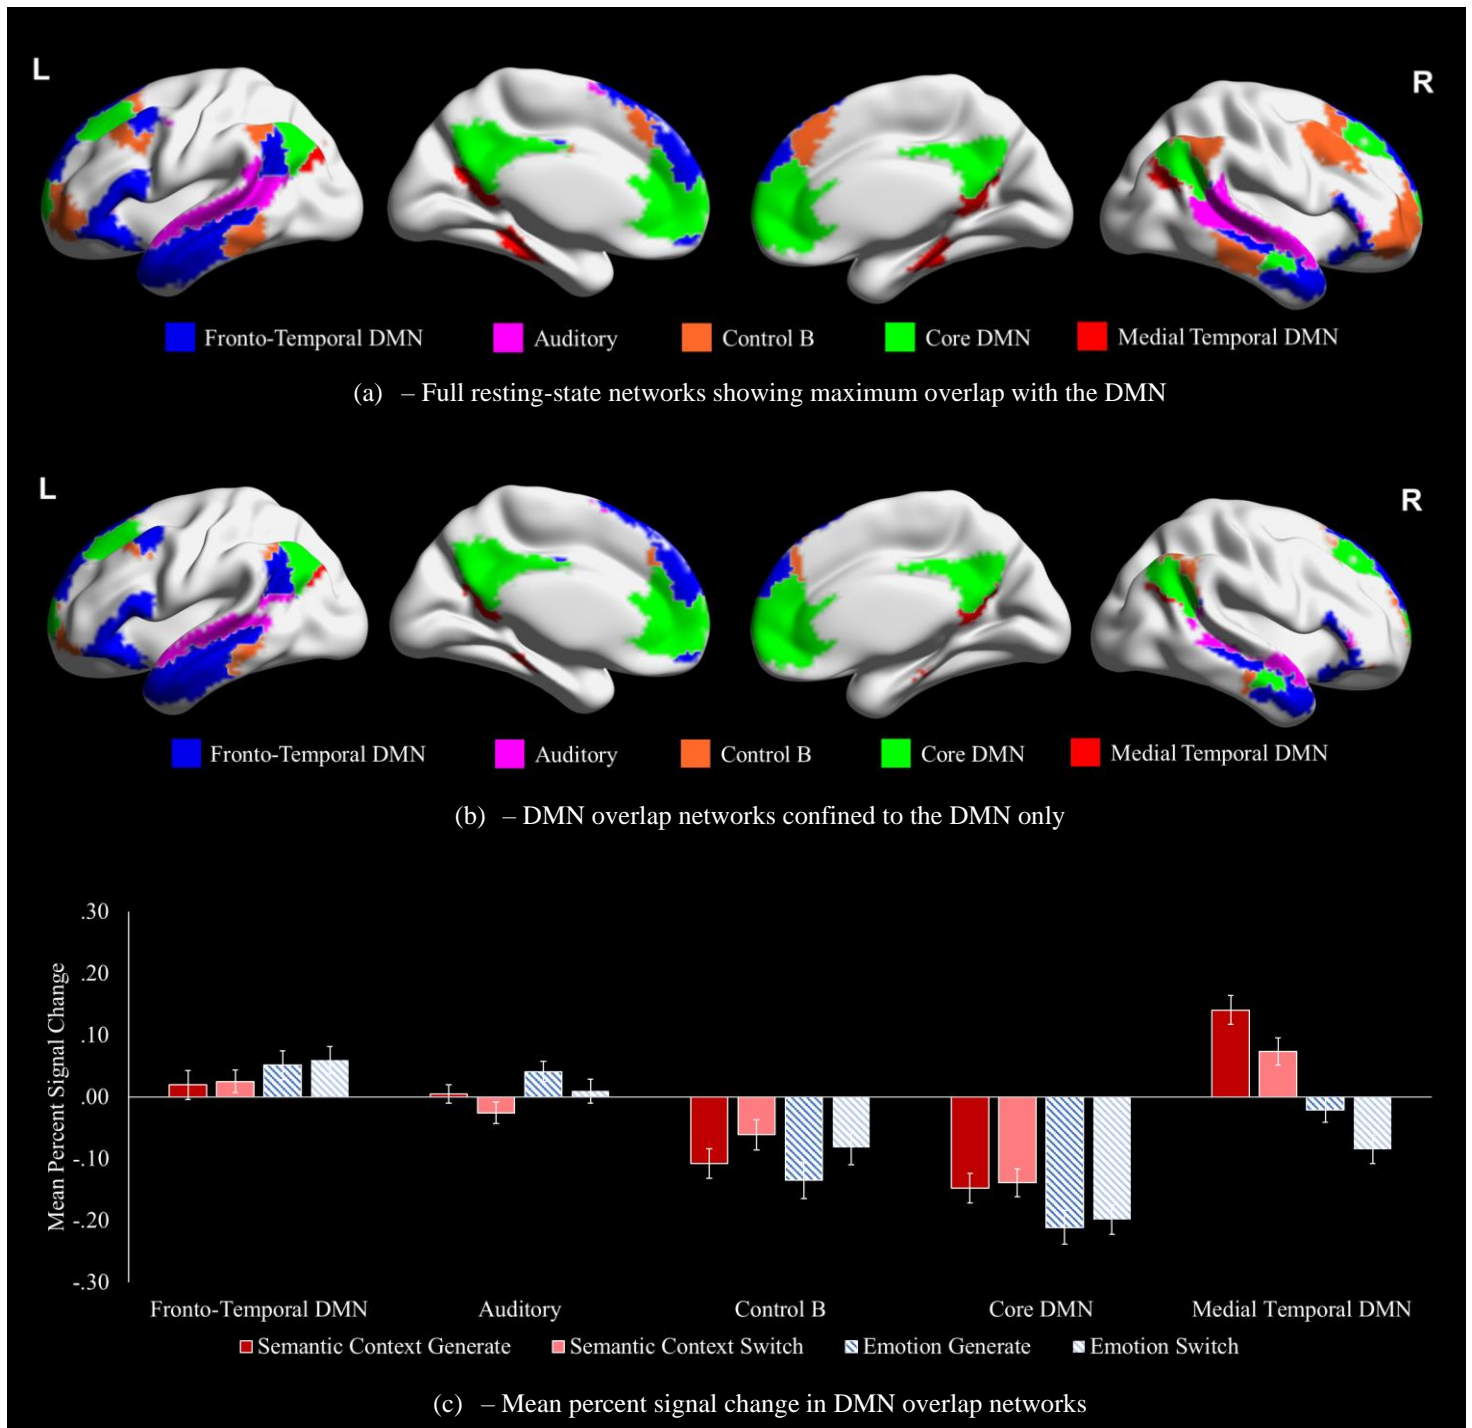 L
R
Fronto-Temporal DMN Auditory Control B Core DMN Medial Temporal DMN
(a) – Full resting-state networks showing maximum overlap with the DMN
L
R
Fronto-Temporal DMN Auditory Control B Core DMN Medial Temporal DMN
(b) – DMN overlap networks confined to the DMN only
Mean Percent Signal Change
.30
.20
.10
.00
-.10
-.20
-.30
Fronto-Temporal DMN Auditory Control B Core DMN Medial Temporal DMN
Semantic Context Generate Semantic Context Switch Emotion Generate Emotion Switch
(c) – Mean percent signal change in DMN overlap networks